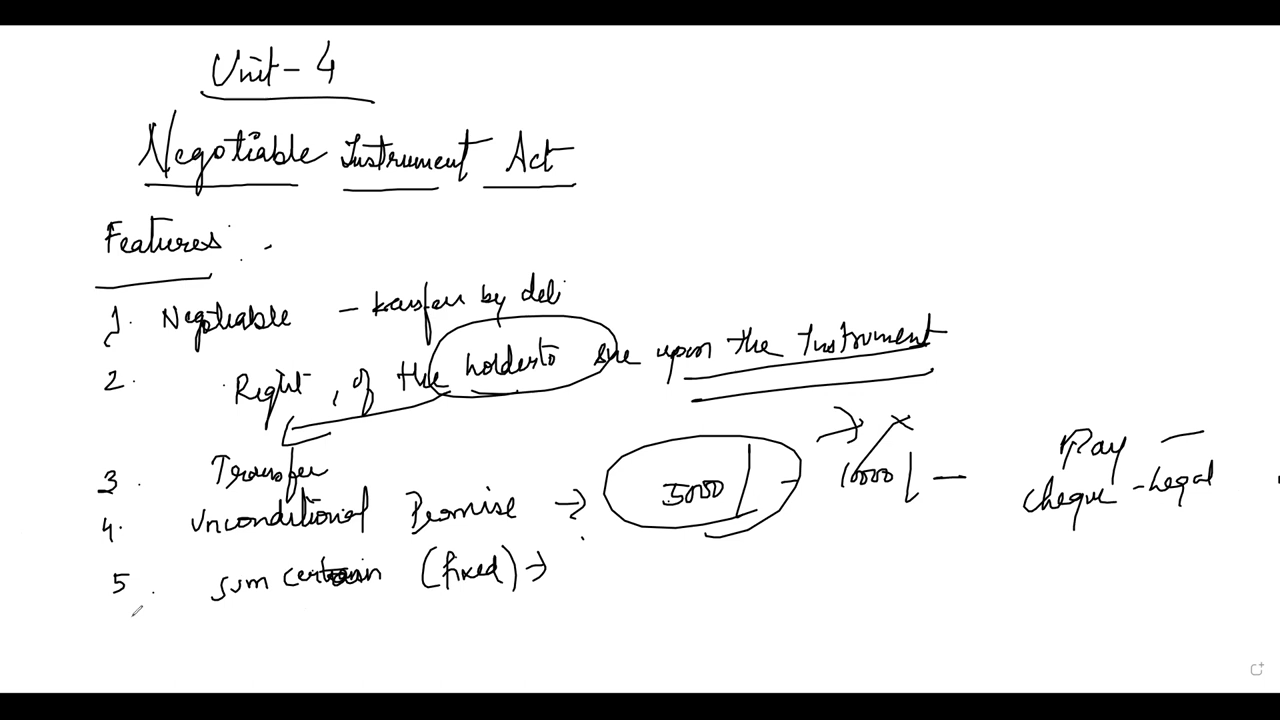 Unit - 4
Negotiable Instrument Act
Features
1. Negotiable - transfer by deli
2. Right of the holder to sue upon the Instrument
3. Transfer
4. Unconditional Promise → 5000 - → 10000 -
Pay -
cheque - Legal
5. sum certain (fixed) →